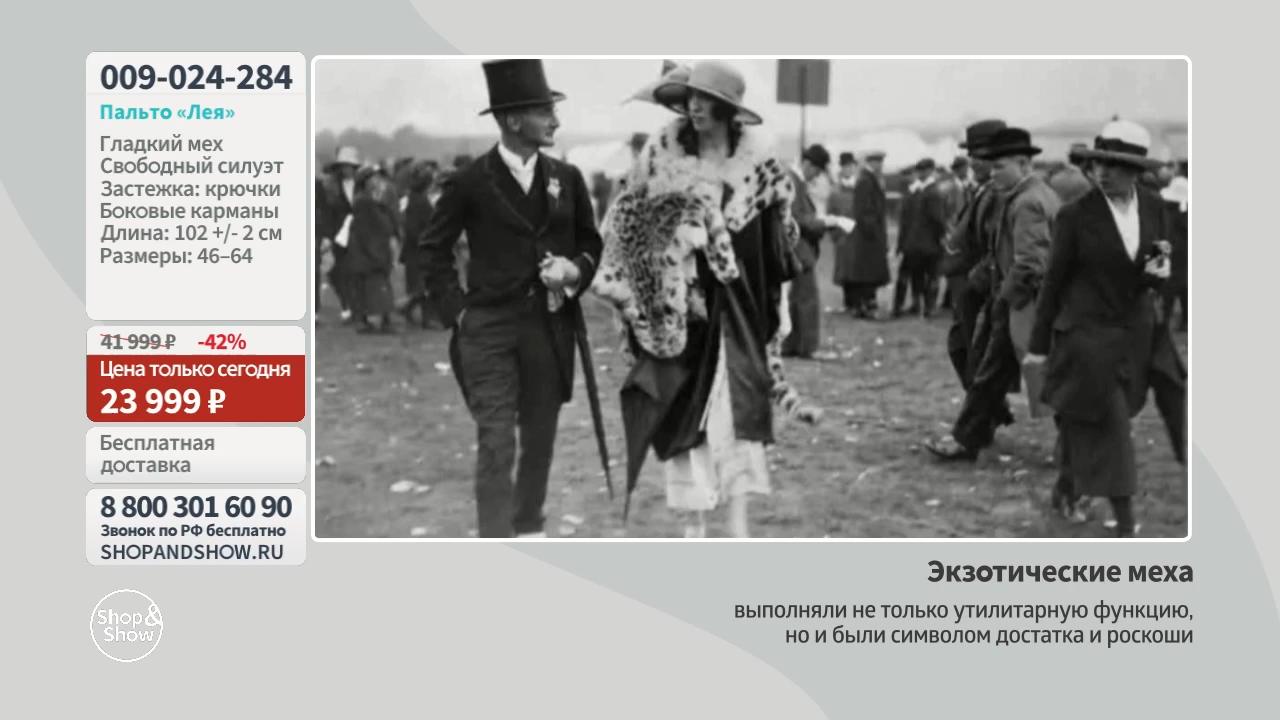 009-024-284
Пальто «Лея»
Гладкий мех
Свободный силуэт
Застежка: крючки
Боковые карманы
Длина: 102 +/- 2 см
Размеры: 46–64
41 999 ₽ -42%
Цена только сегодня
23 999 ₽
Бесплатная
доставка
8 800 301 60 90
Звонок по РФ бесплатно
SHOPANDSHOW.RU
Shop&
Show
Экзотические меха
выполняли не только утилитарную функцию,
но и были символом достатка и роскоши